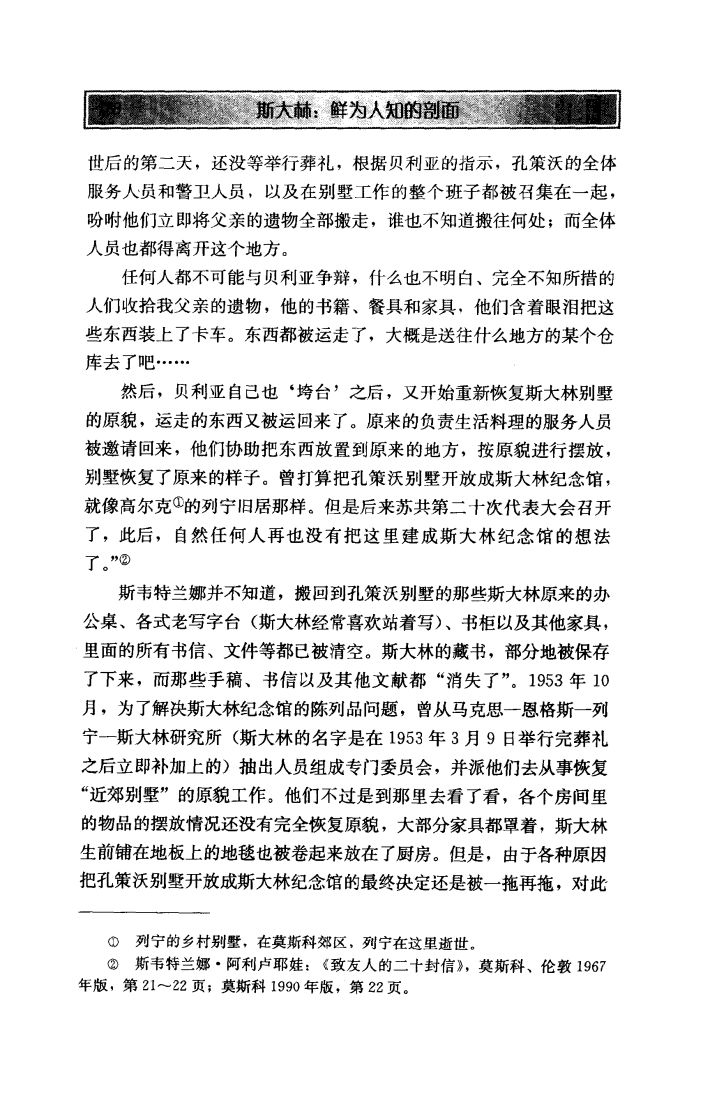 斯大林：鲜为人知的剖面
世后的第二天，还没等举行葬礼，根据贝利亚的指示，孔策沃的全体
服务人员和警卫人员，以及在别墅工作的整个班子都被召集在一起，
吩咐他们立即将父亲的遗物全部搬走，谁也不知道搬往何处；而全体
人员也都得离开这个地方。
任何人都不可能与贝利亚争辩，什么也不明白、完全不知所措的
人们收拾我父亲的遗物，他的书籍、餐具和家具，他们含着眼泪把这
些东西装上了卡车。东西都被运走了，大概是送往什么地方的某个仓
库去了吧……
然后，贝利亚自己也‘垮台’之后，又开始重新恢复斯大林别墅
的原貌，运走的东西又被运回来了。原来的负责生活料理的服务人员
被邀请回来，他们协助把东西放置到原来的地方，按原貌进行摆放，
别墅恢复了原来的样子。曾打算把孔策沃别墅开放成斯大林纪念馆，
就像高尔克①的列宁旧居那样。但是后来苏共第二十次代表大会召开
了，此后，自然任何人再也没有把这里建成斯大林纪念馆的想法
了。”②
斯韦特兰娜并不知道，搬回到孔策沃别墅的那些斯大林原来的办
公桌、各式老写字台（斯大林经常喜欢站着写）、书柜以及其他家具，
里面的所有书信、文件等都已被清空。斯大林的藏书，部分地被保存
了下来，而那些手稿、书信以及其他文献都“消失了”。1953 年 10
月，为了解决斯大林纪念馆的陈列品问题，曾从马克思—恩格斯—列
宁—斯大林研究所（斯大林的名字是在 1953 年 3 月 9 日举行完葬礼
之后立即补加上的）抽出人员组成专门委员会，并派他们去从事恢复
“近郊别墅”的原貌工作。他们不过是到那里去看了看，各个房间里
的物品的摆放情况还没有完全恢复原貌，大部分家具都罩着，斯大林
生前铺在地板上的地毯也被卷起来放在了厨房。但是，由于各种原因
把孔策沃别墅开放成斯大林纪念馆的最终决定还是被一拖再拖，对此
① 列宁的乡村别墅，在莫斯科郊区，列宁在这里逝世。
② 斯韦特兰娜·阿利卢耶娃：《致友人的二十封信》，莫斯科、伦敦 1967
年版，第 21～22 页；莫斯科 1990 年版，第 22 页。